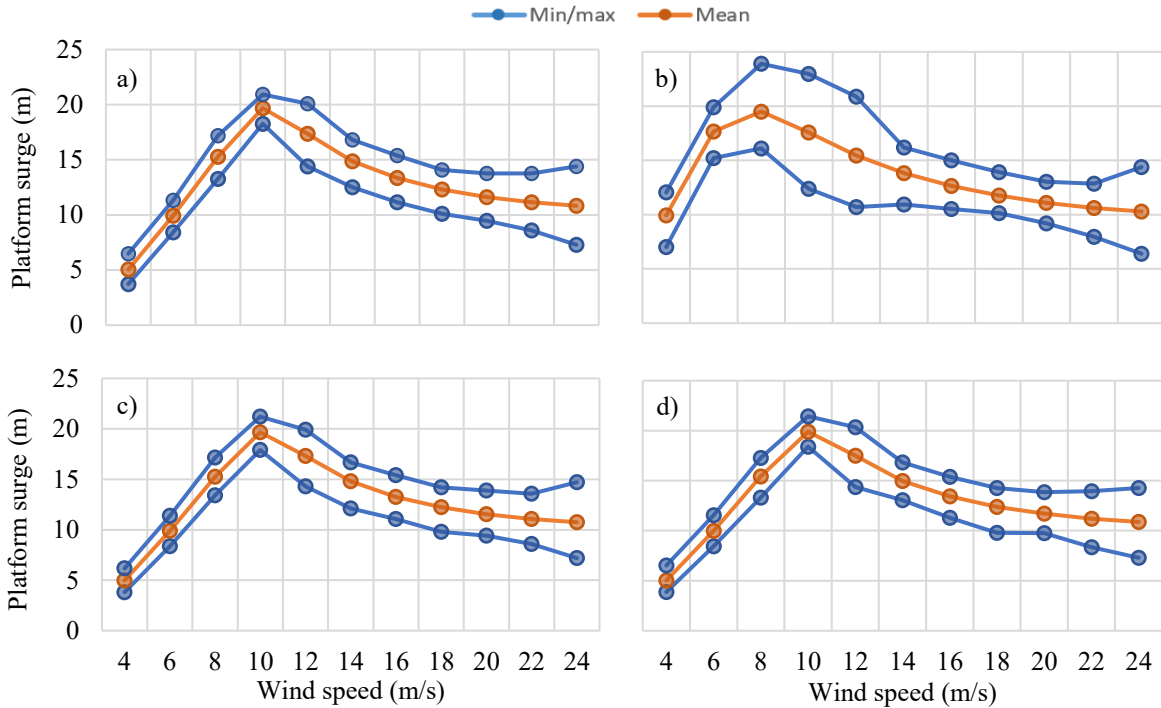 Min/max Mean
a)
b)
25
20
15
10
5
0
Platform surge (m)
c)
d)
25
20
15
10
5
0
Platform surge (m)
4 6 8 10 12 14 16 18 20 22 24
4 6 8 10 12 14 16 18 20 22 24
Wind speed (m/s)
Wind speed (m/s)